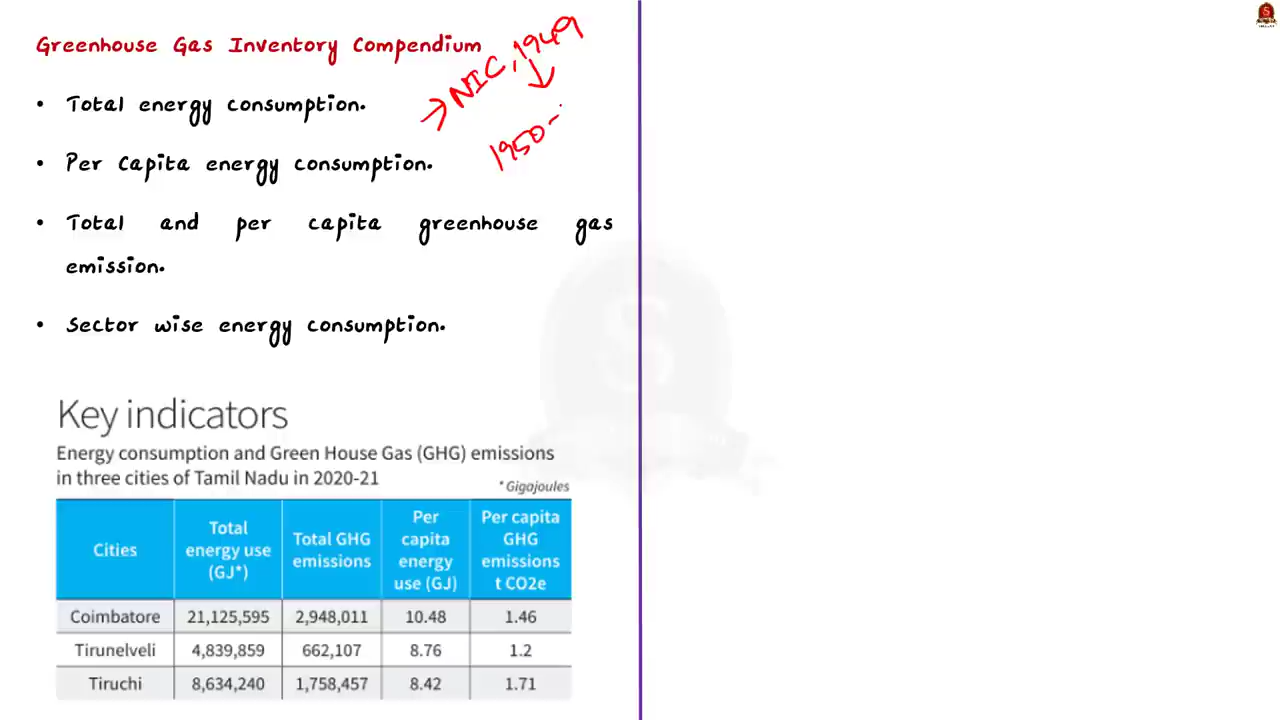 Greenhouse Gas Inventory Compendium
→ NIC, 1949
↓
1950 -
• Total energy consumption.
• Per Capita energy consumption.
• Total and per capita greenhouse gas
emission.
• Sector wise energy consumption.
Key indicators
Energy consumption and Green House Gas (GHG) emissions
in three cities of Tamil Nadu in 2020-21
* Gigajoules
Cities Total energy use (GJ*) Total GHG emissions Per capita energy use (GJ) Per capita GHG emissions t CO2e
Coimbatore 21,125,595 2,948,011 10.48 1.46
Tirunelveli 4,839,859 662,107 8.76 1.2
Tiruchi 8,634,240 1,758,457 8.42 1.71